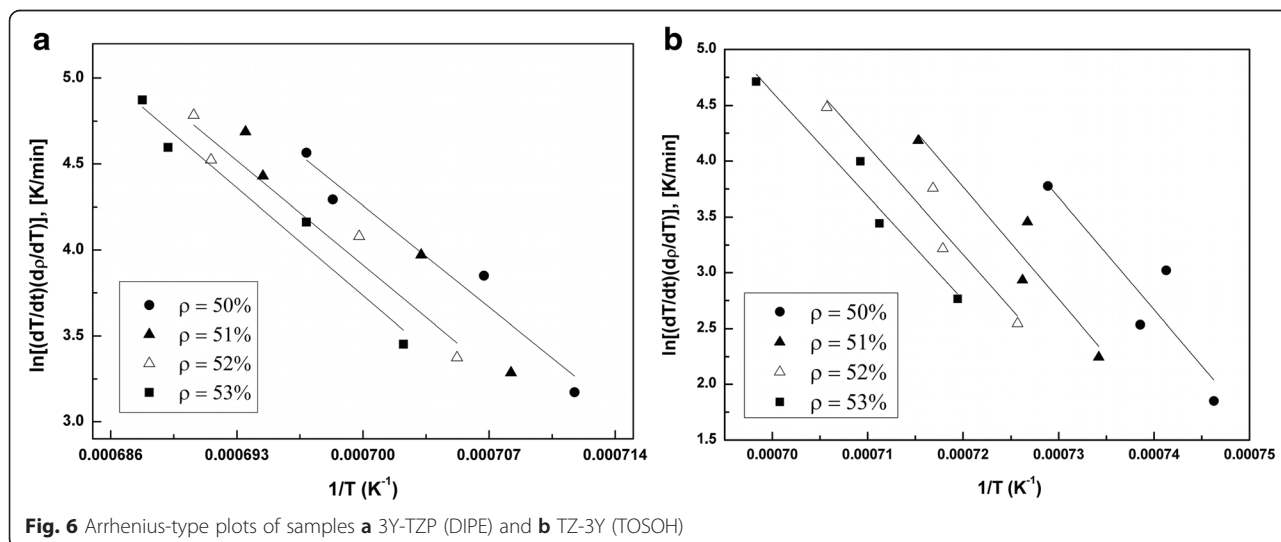 a
ln[(dT/dt)(dρ/dT)], [K/min]
5.0
4.5
4.0
3.5
3.0
ρ = 50%
ρ = 51%
ρ = 52%
ρ = 53%
0.000686
0.000693
0.000700
0.000707
0.000714
1/T (K⁻¹)
b
ln[(dT/dt)(dρ/dT)], [K/min]
5.0
4.5
4.0
3.5
3.0
2.5
2.0
1.5
ρ = 50%
ρ = 51%
ρ = 52%
ρ = 53%
0.00070
0.00071
0.00072
0.00073
0.00074
0.00075
1/T (K⁻¹)
Fig. 6 Arrhenius-type plots of samples a 3Y-TZP (DIPE) and b TZ-3Y (TOSOH)